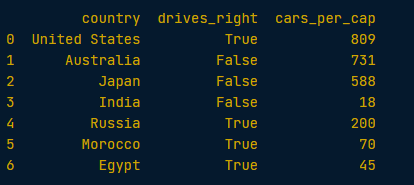 country drives_right cars_per_cap
0 United States True 809
1 Australia False 731
2 Japan False 588
3 India False 18
4 Russia True 200
5 Morocco True 70
6 Egypt True 45